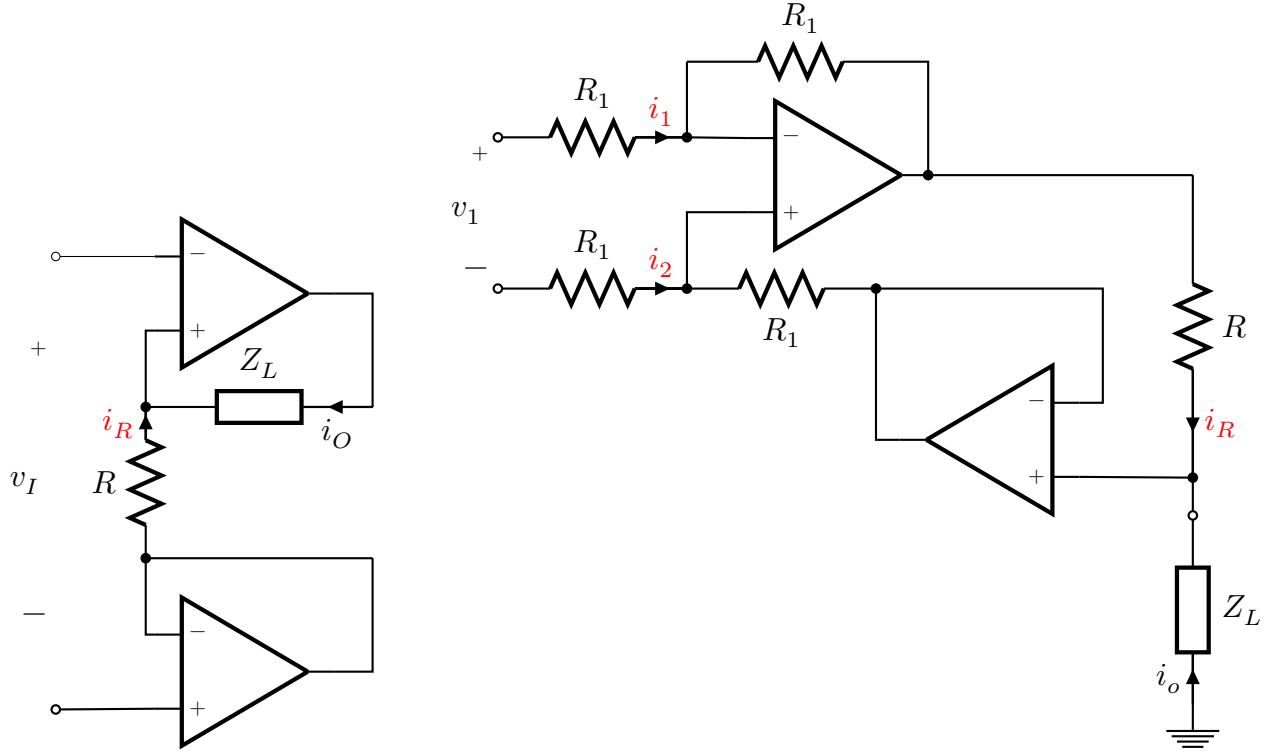 R₁
R₁
i₁
−
+
v₁
+
R₁
i₂
−
R₁
−
+
Z_L
+
R
i_R
i_O
−
i_R
v_I
R
+
Z_L
−
−
i_o
+